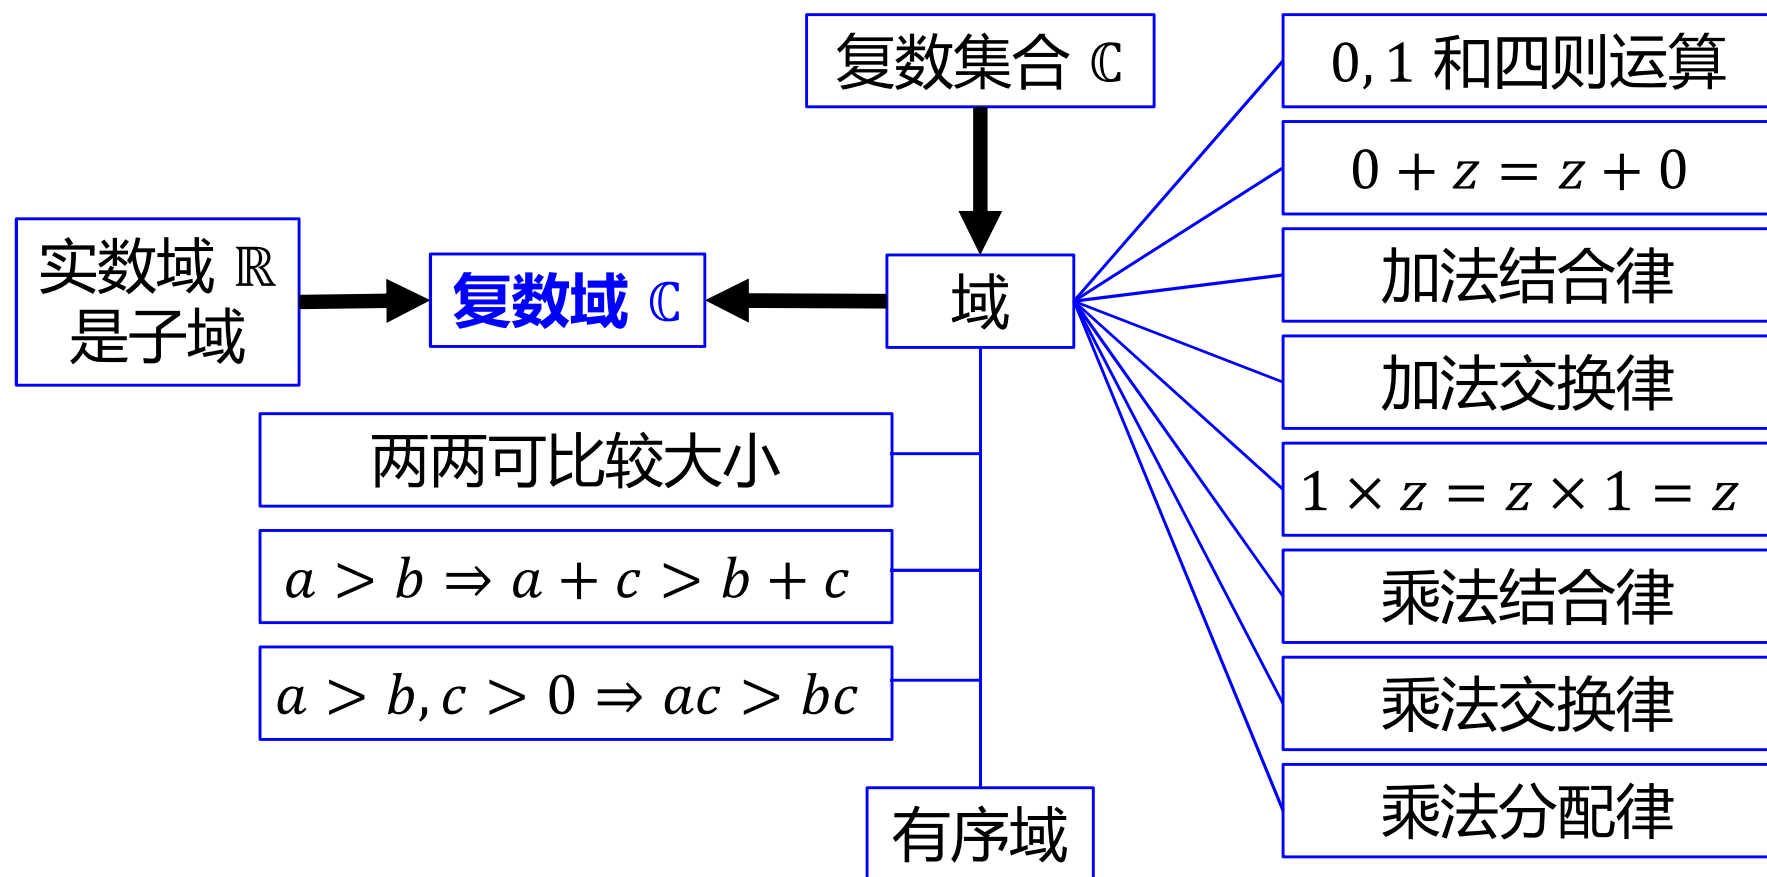 复数集合 ℂ
0, 1 和四则运算
0 + z = z + 0
实数域 ℝ
是子域
复数域 ℂ
域
加法结合律
加法交换律
两两可比较大小
1 × z = z × 1 = z
a > b ⇒ a + c > b + c
乘法结合律
a > b, c > 0 ⇒ ac > bc
乘法交换律
乘法分配律
有序域